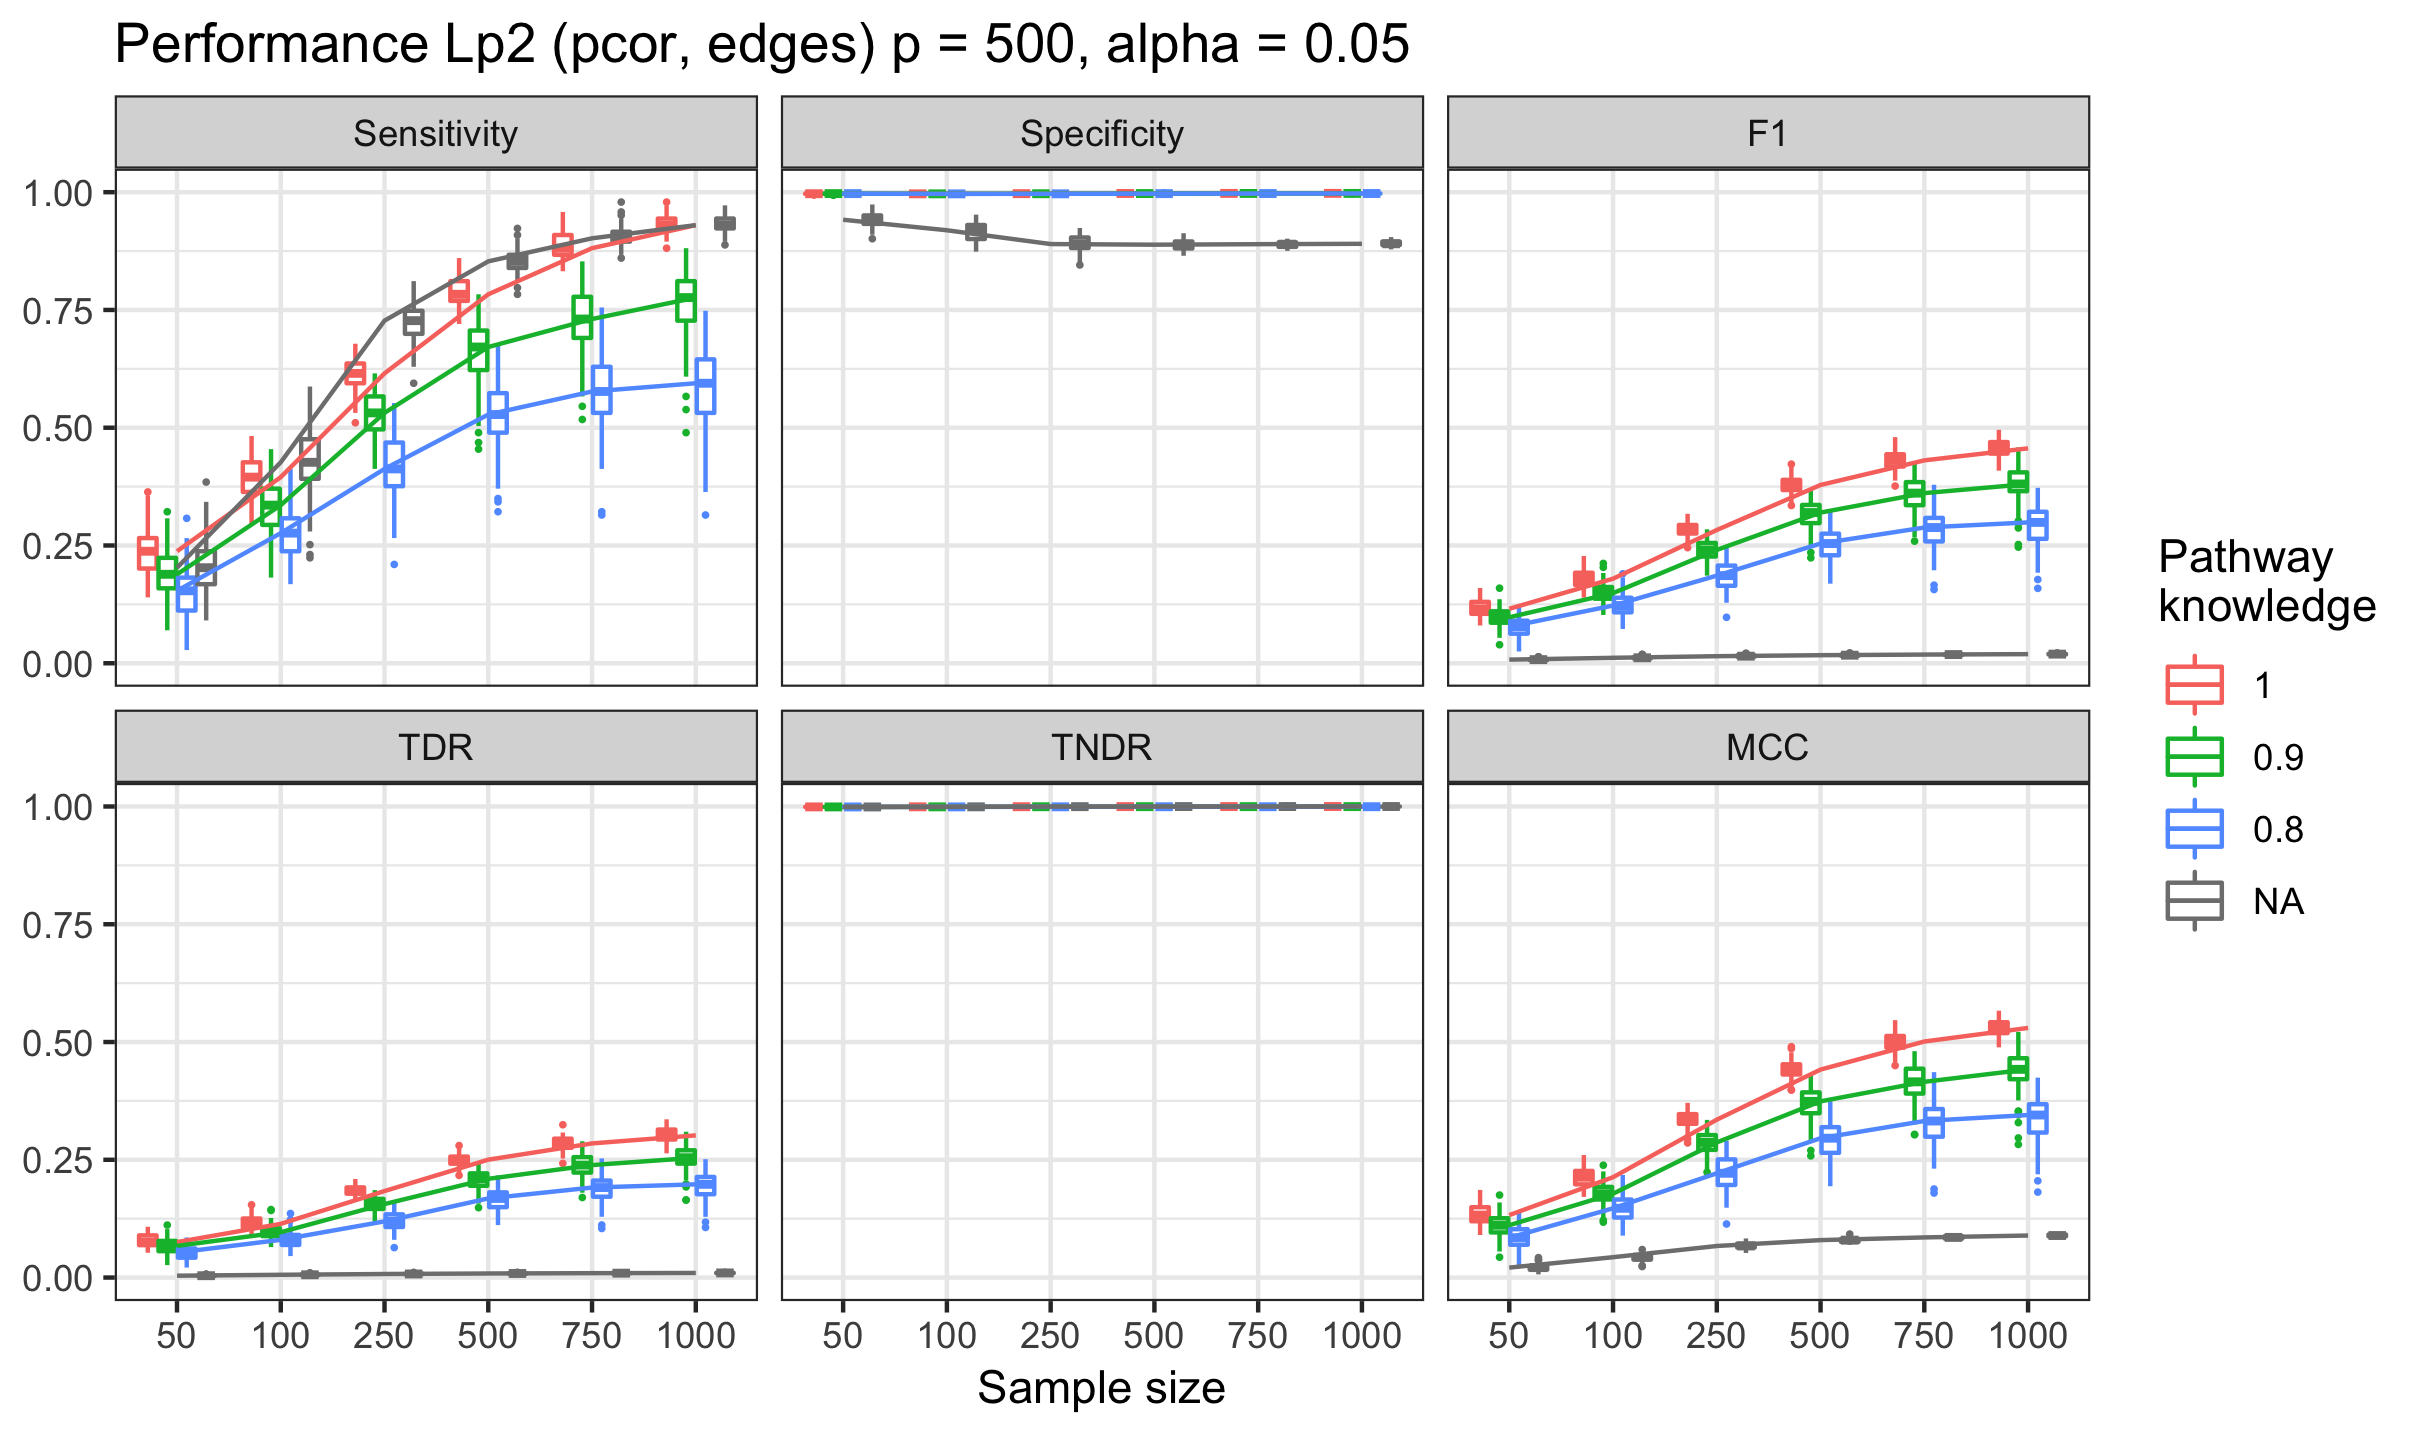 Performance Lp2 (pcor, edges) p = 500, alpha = 0.05
Sensitivity
Specificity
F1
1.00
0.75
0.50
0.25
0.00
TDR
TNDR
MCC
1.00
0.75
0.50
0.25
0.00
50 100 250 500 750 1000
50 100 250 500 750 1000
50 100 250 500 750 1000
Sample size
Pathway
knowledge
1
0.9
0.8
NA